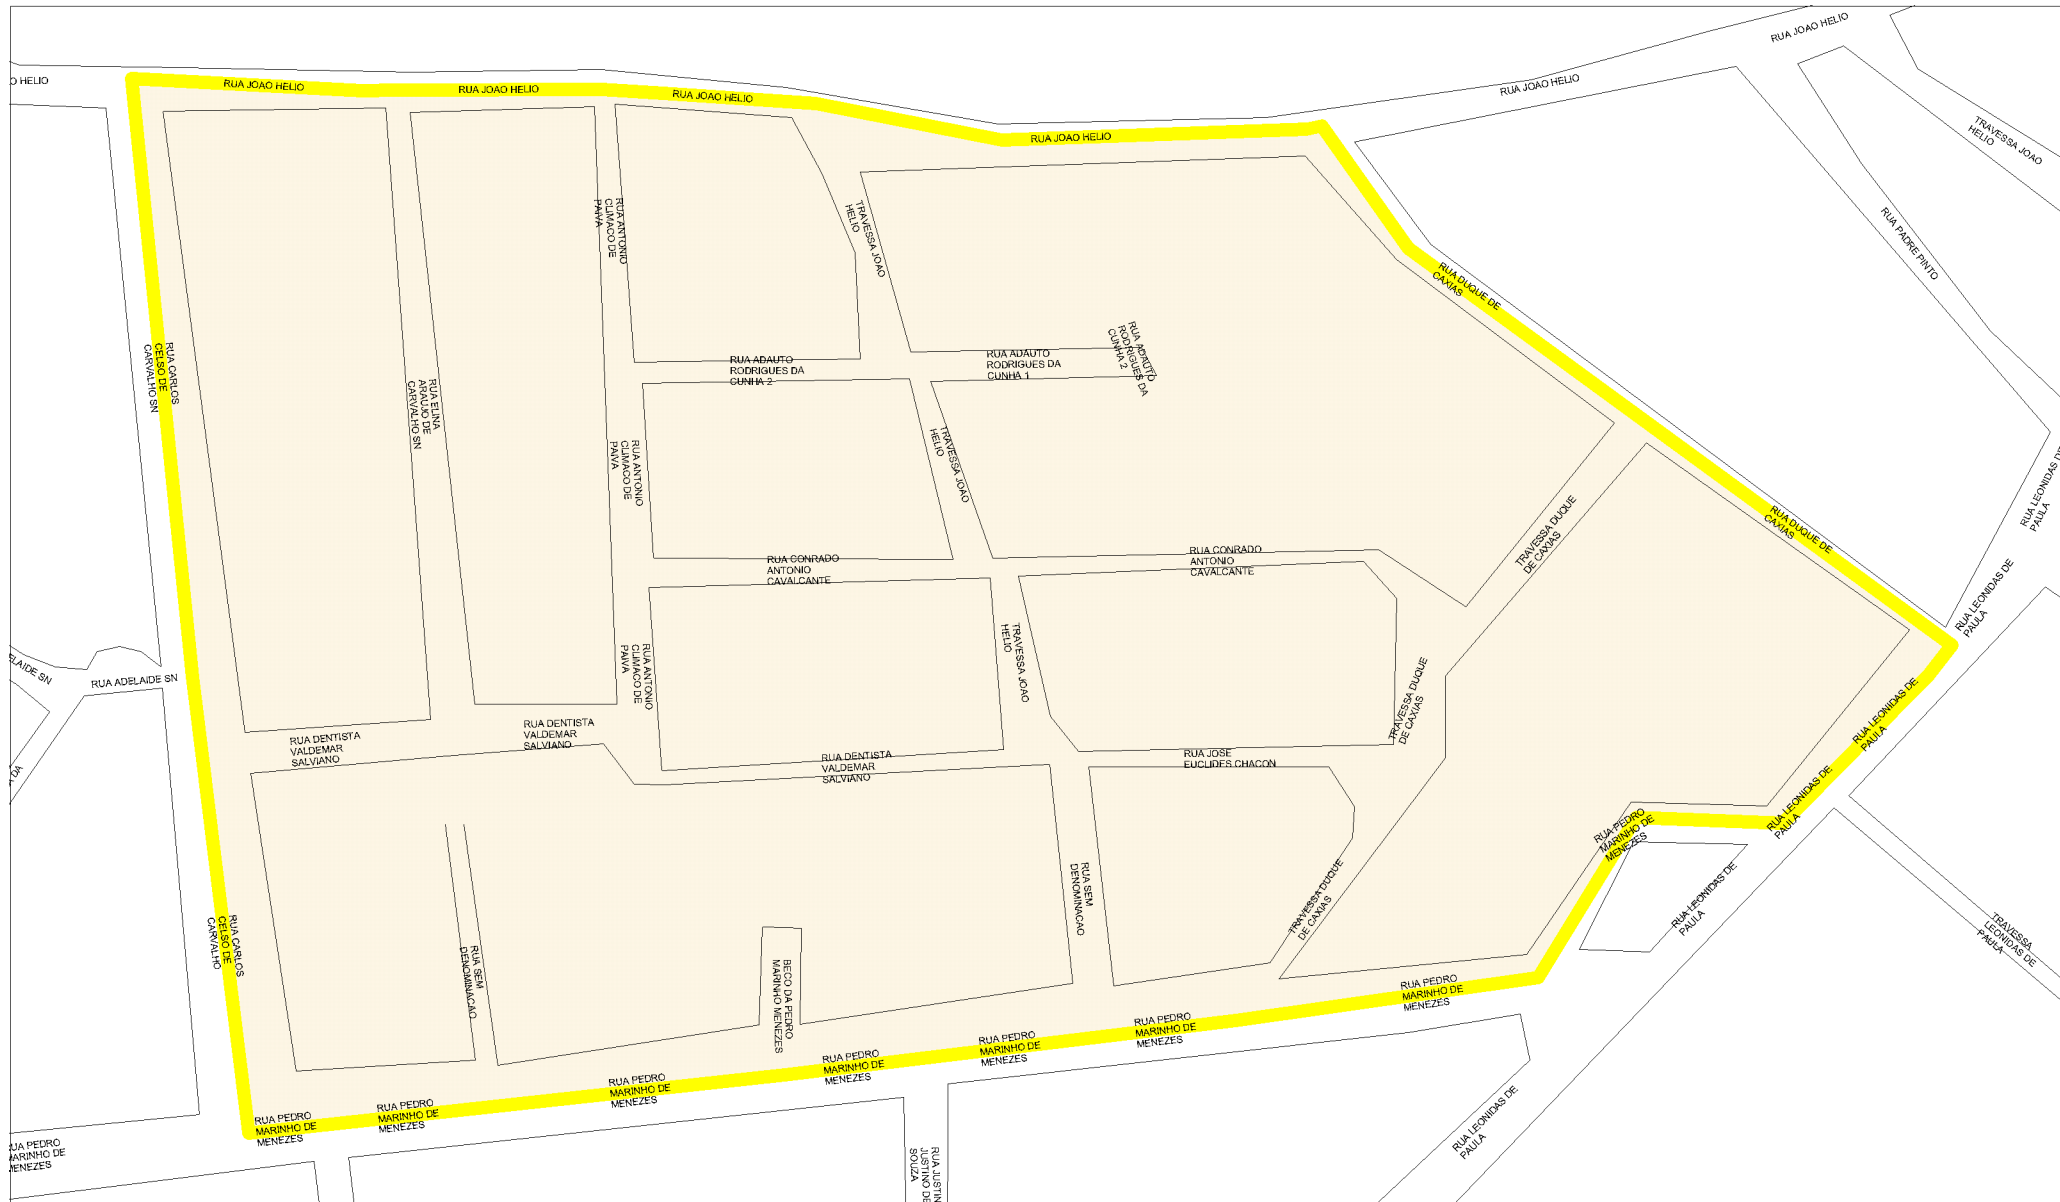 RUA JOAO HELIO
RUA JOAO HELIO
TRAVESSA JOAO
HELIO
O HELIO
RUA JOAO HELIO
RUA JOAO HELIO
RUA JOAO HELIO
RUA JOAO HELIO
RUA PADRE PINTO
RUA ANTONIO
CLIMACO DE
PAIVA
TRAVESSA JOAO
HELIO
RUA DUQUE DE
CAXIAS
RUA CARLOS
CELSO DE
CARVALHO SN
RUA ELINA
ARAUJO DE
CARVALHO SN
RUA ADAUTO
RODRIGUES DA
CUNHA 2
RUA ADAUTO
RODRIGUES DA
CUNHA 1
RUA ADAUTO
RODRIGUES DA
CUNHA 2
RUA ANTONIO
CLIMACO DE
PAIVA
TRAVESSA JOAO
HELIO
RUA LEONIDAS DE
PAULA
TRAVESSA DUQUE
DE CAXIAS
RUA DUQUE DE
CAXIAS
RUA CONRADO
ANTONIO
CAVALCANTE
RUA CONRADO
ANTONIO
CAVALCANTE
RUA LEONIDAS DE
PAULA
ELAIDE SN
RUA ADELAIDE SN
RUA ANTONIO
CLIMACO DE
PAIVA
TRAVESSA JOAO
HELIO
TRAVESSA DUQUE
DE CAXIAS
RUA LEONIDAS DE
PAULA
RUA DENTISTA
VALDEMAR
SALVIANO
RUA DENTISTA
VALDEMAR
SALVIANO
RUA DENTISTA
VALDEMAR
SALVIANO
RUA JOSE
EUCLIDES CHACON
A DA
RUA LEONIDAS DE
PAULA
RUA PEDRO
MARINHO DE
MENEZES
RUA SEM
DENOMINACAO
TRAVESSA DUQUE
DE CAXIAS
RUA LEONIDAS DE
PAULA
TRAVESSA
LEONIDAS DE
PAULA
RUA CARLOS
CELSO DE
CARVALHO
RUA SEM
DENOMINACAO
BECO DA PEDRO
MARINHO MENEZES
RUA PEDRO
MARINHO DE
MENEZES
RUA PEDRO
MARINHO DE
MENEZES
RUA PEDRO
MARINHO DE
MENEZES
RUA PEDRO
MARINHO DE
MENEZES
RUA PEDRO
MARINHO DE
MENEZES
RUA PEDRO
MARINHO DE
MENEZES
RUA PEDRO
MARINHO DE
MENEZES
RUA LEONIDAS DE
PAULA
UA PEDRO
MARINHO DE
MENEZES
RUA JUSTIN
JUSTINO DE
SOUZA